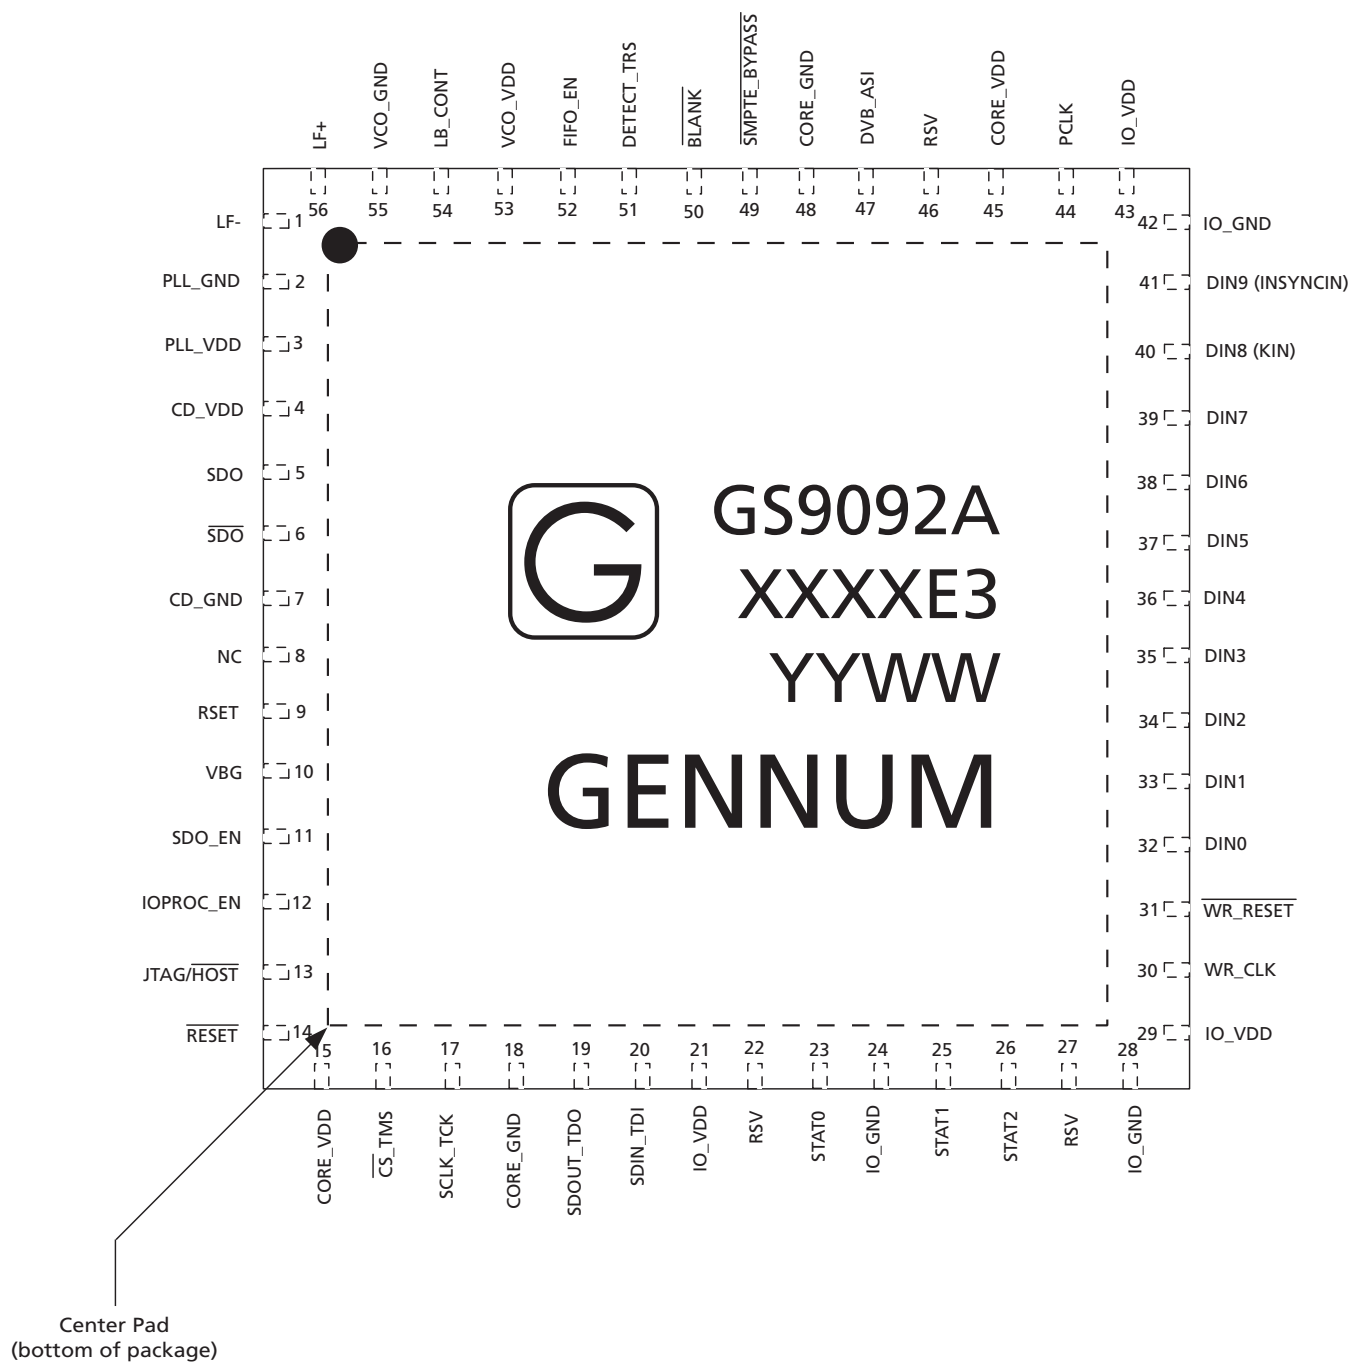 LF+
VCO_GND
LB_CONT
VCO_VDD
FIFO_EN
DETECT_TRS
BLANK
SMPTE_BYPASS
CORE_GND
DVB_ASI
RSV
CORE_VDD
PCLK
IO_VDD
56 55 54 53 52 51 50 49 48 47 46 45 44 43
LF- 1
PLL_GND 2
PLL_VDD 3
CD_VDD 4
SDO 5
SDO 6
CD_GND 7
NC 8
RSET 9
VBG 10
SDO_EN 11
IOPROC_EN 12
JTAG/HOST 13
RESET 14
G
GS9092A
XXXXE3
YYWW
GENNUM
42 IO_GND
41 DIN9 (INSYNCIN)
40 DIN8 (KIN)
39 DIN7
38 DIN6
37 DIN5
36 DIN4
35 DIN3
34 DIN2
33 DIN1
32 DIN0
31 WR_RESET
30 WR_CLK
29 IO_VDD
15 16 17 18 19 20 21 22 23 24 25 26 27 28
CORE_VDD
CS_TMS
SCLK_TCK
CORE_GND
SDOUT_TDO
SDIN_TDI
IO_VDD
RSV
STAT0
IO_GND
STAT1
STAT2
RSV
IO_GND
Center Pad
(bottom of package)